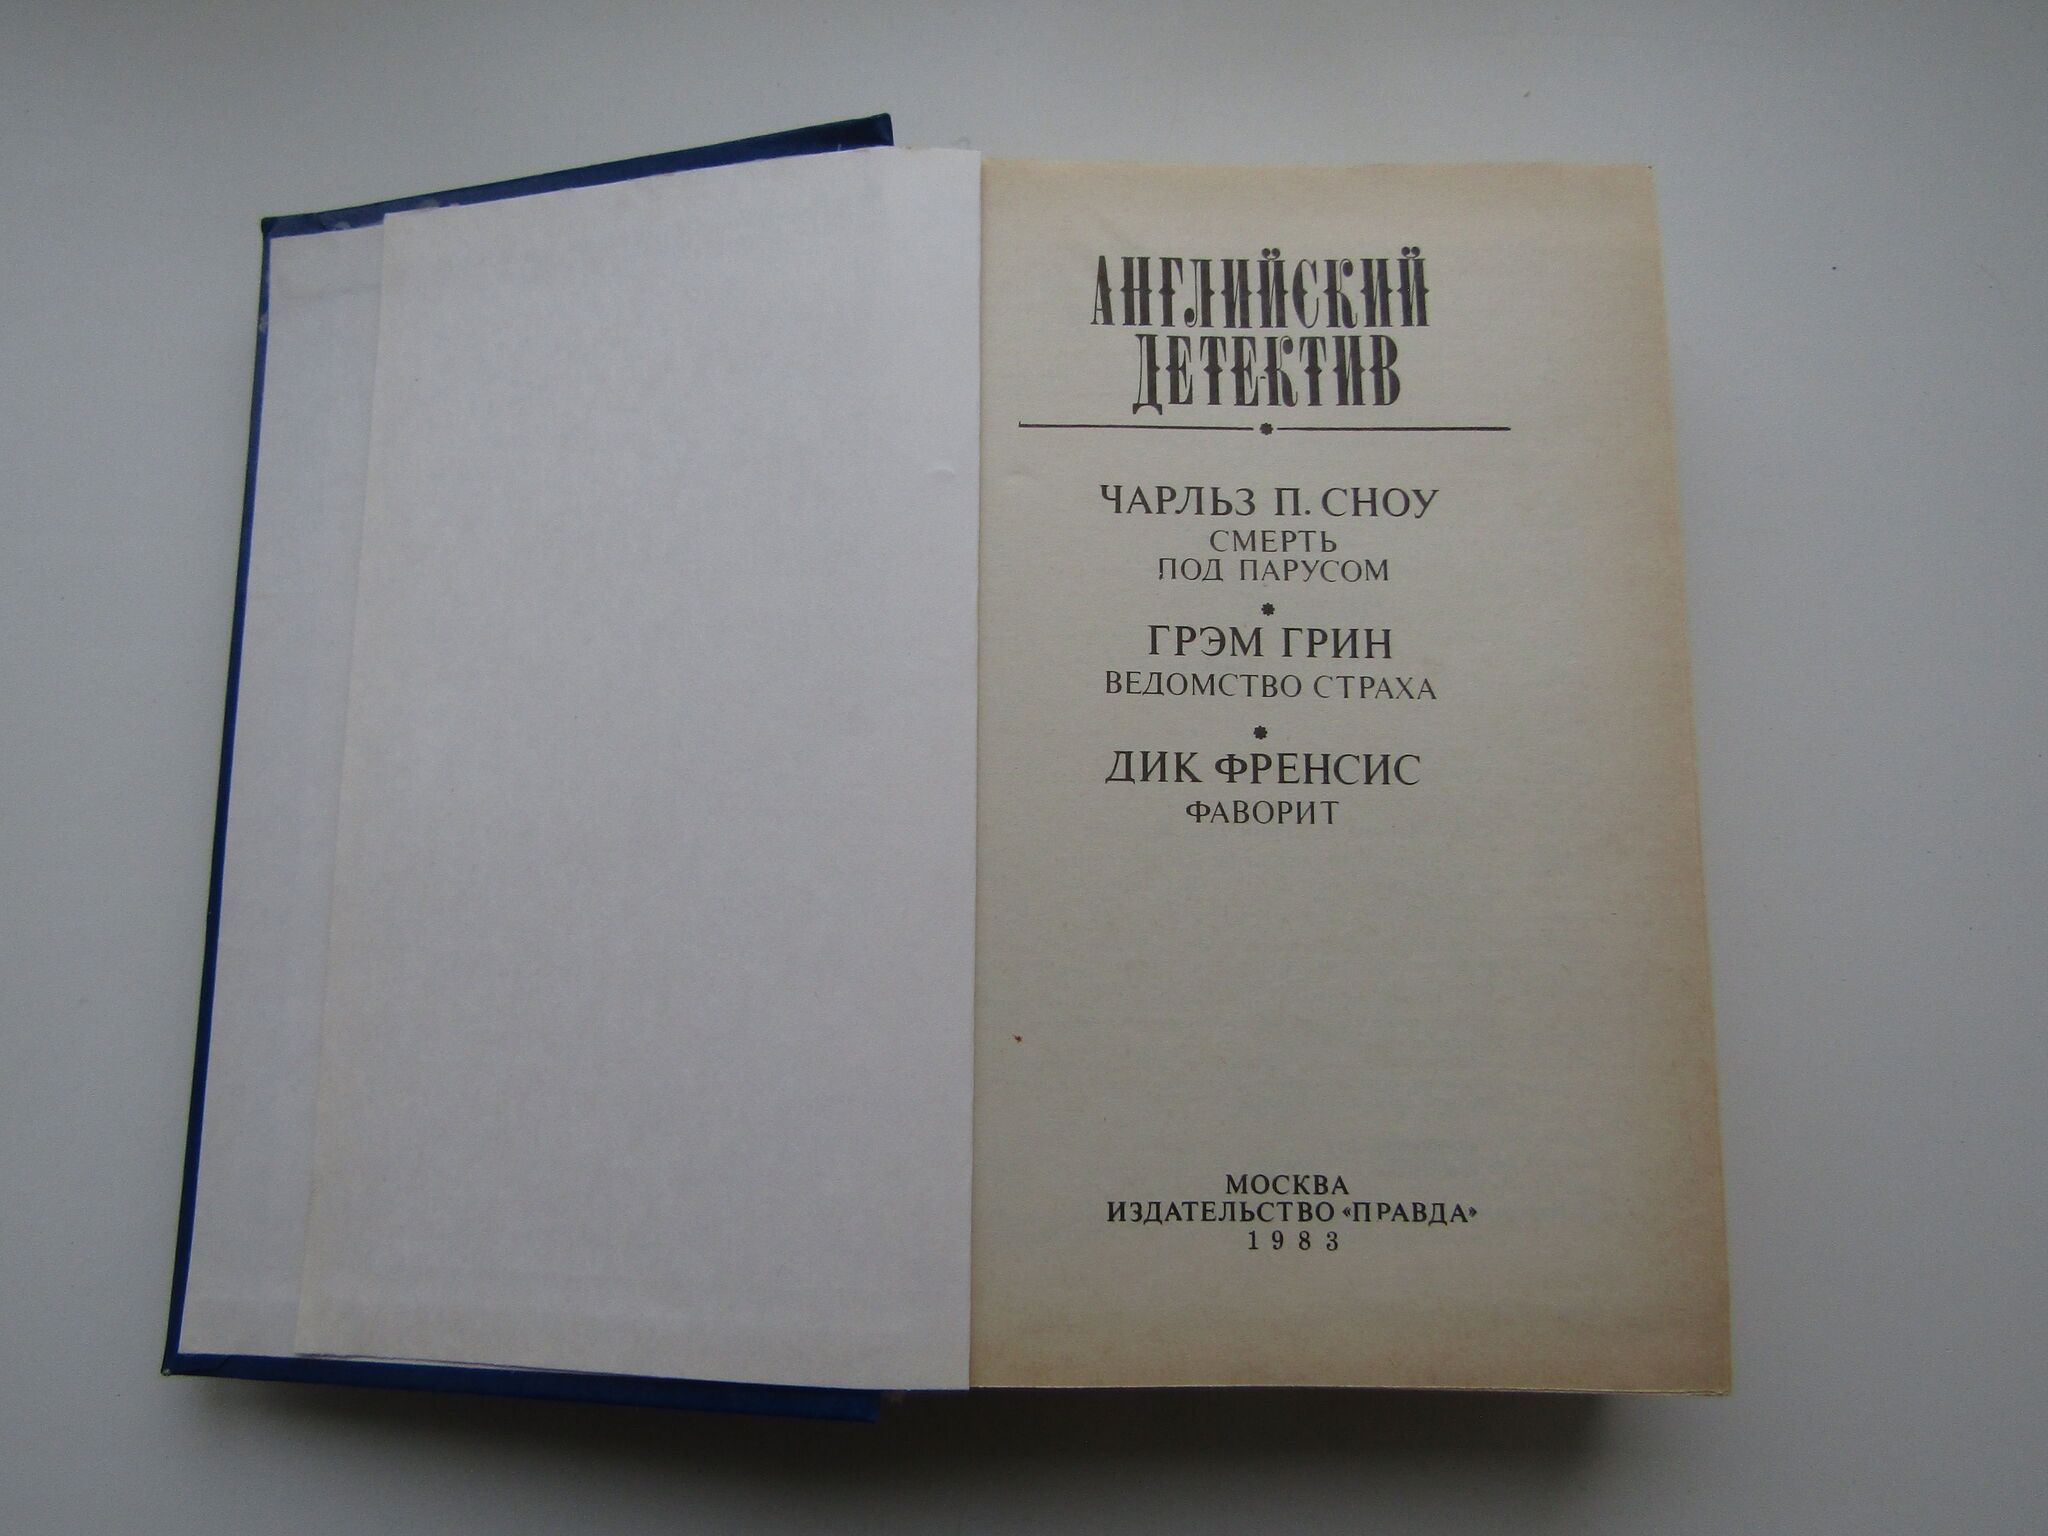 АНГЛИЙСКИЙ
ДЕТЕКТИВ
ЧАРЛЬЗ П. СНОУ
СМЕРТЬ
ПОД ПАРУСОМ
ГРЭМ ГРИН
ВЕДОМСТВО СТРАХА
ДИК ФРЕНСИС
ФАВОРИТ
МОСКВА
ИЗДАТЕЛЬСТВО «ПРАВДА»
1983